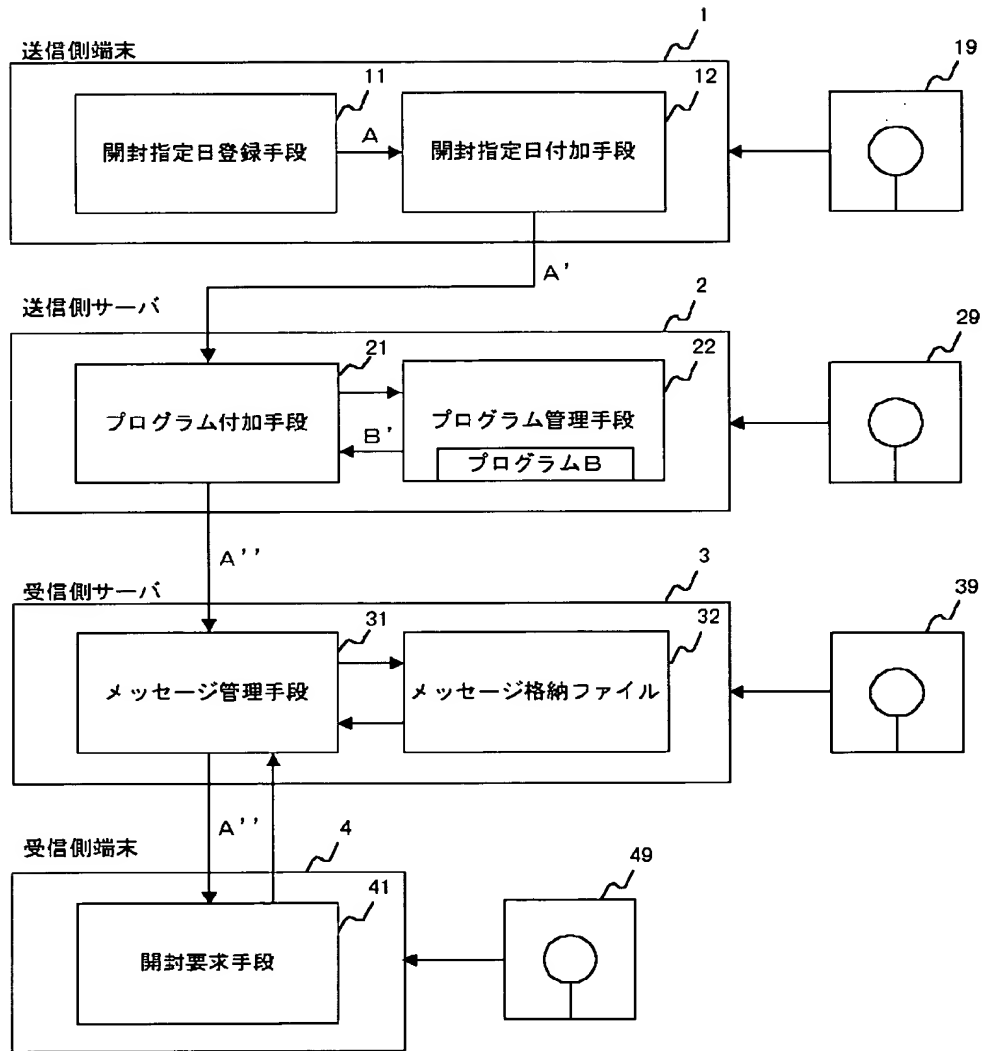 1
送信側端末
19
11
12
開封指定日登録手段
A
開封指定日付加手段
A'
送信側サーバ
2
29
21
22
プログラム付加手段
プログラム管理手段
B'
プログラムB
A''
受信側サーバ
3
39
31
32
メッセージ管理手段
メッセージ格納ファイル
A''
受信側端末
4
49
41
開封要求手段